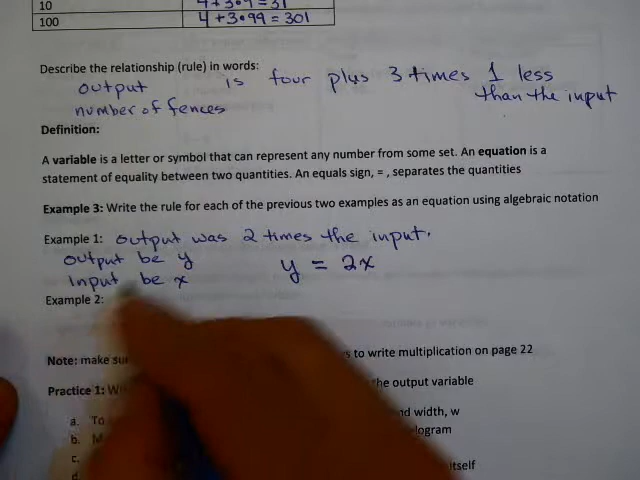 10 4+3•9=31
100 4+3•99=301
Describe the relationship (rule) in words:
output is four plus 3 times 1 less
number of fences than the input
Definition:
A variable is a letter or symbol that can represent any number from some set. An equation is a
statement of equality between two quantities. An equals sign, = , separates the quantities
Example 3: Write the rule for each of the previous two examples as an equation using algebraic notation
Example 1: output was 2 times the input.
output be y
y = 2x
Input be x
Example 2:
Note: make to write multiplication on page 22
Practice 1: the output variable
a. To width, w
b.
c. itself
d.